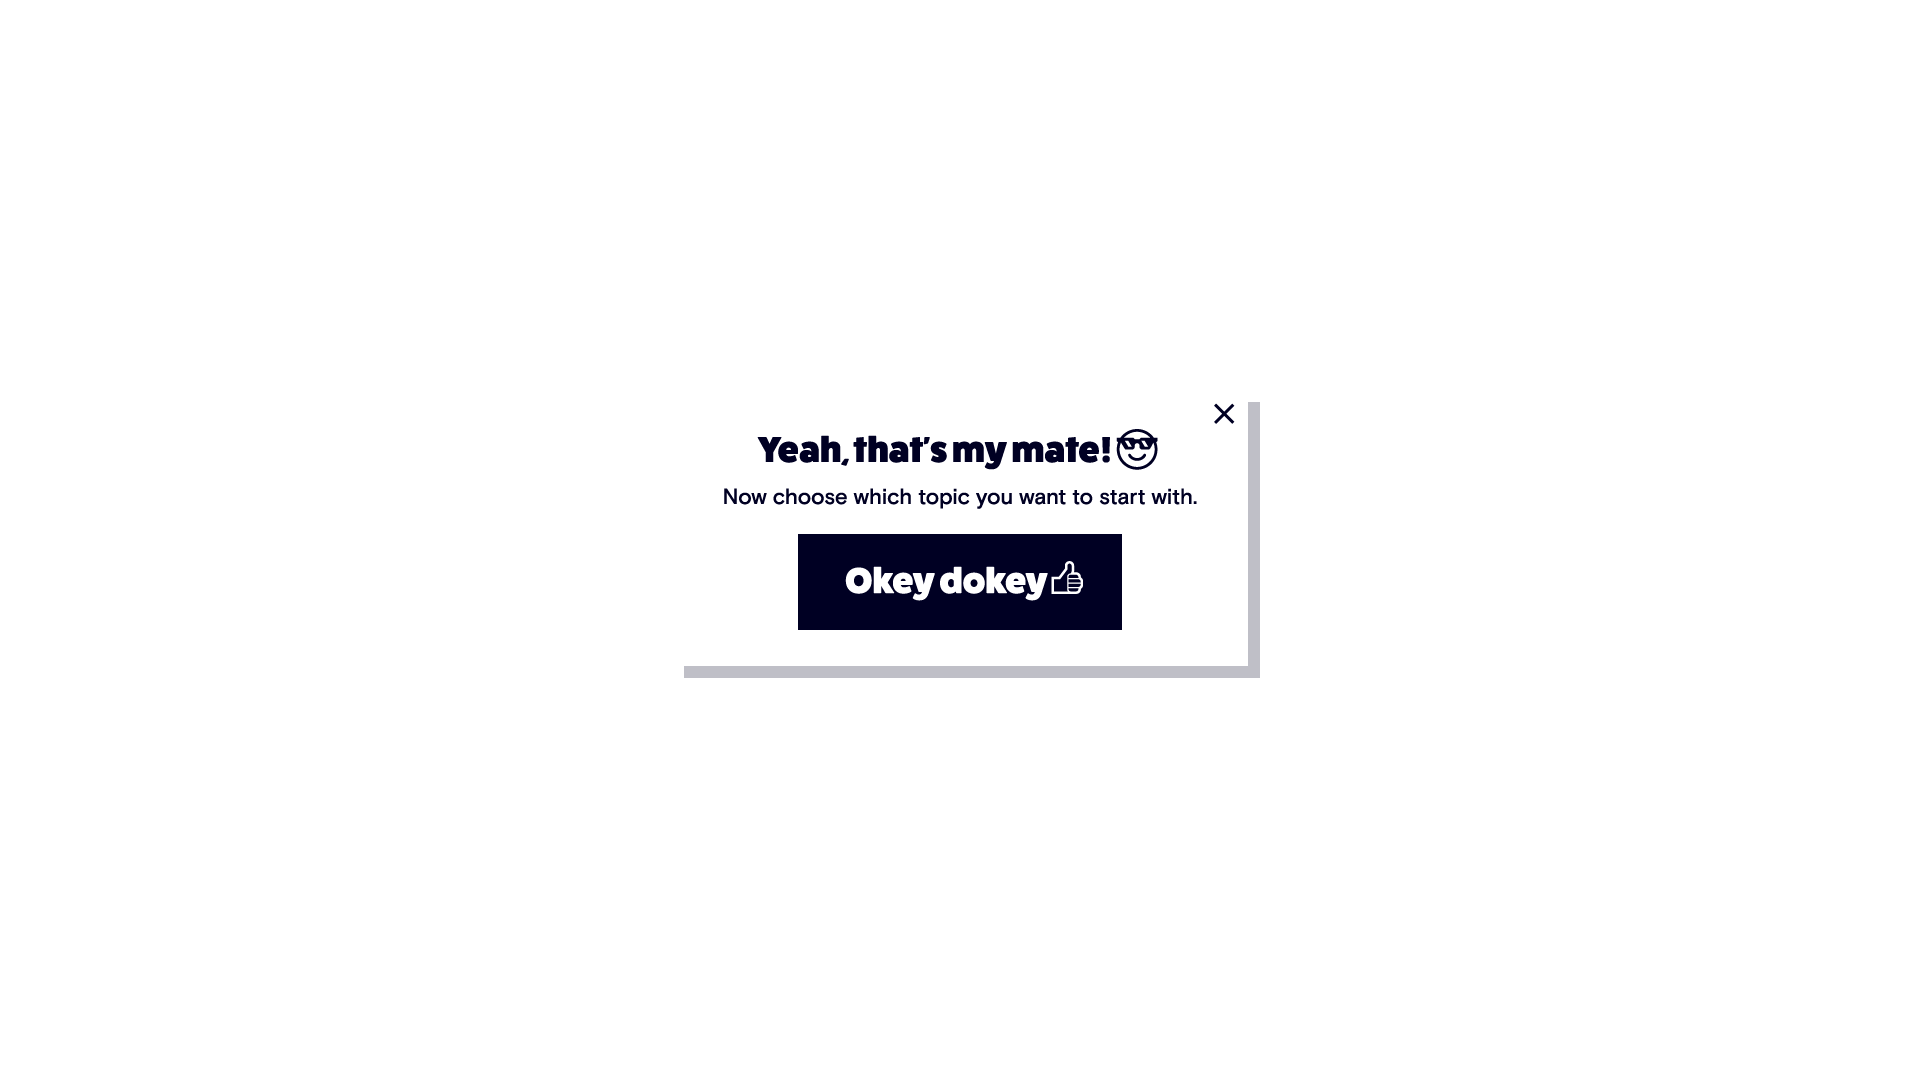 Yeah, that's my mate! 😎
Now choose which topic you want to start with.
Okey dokey 👍